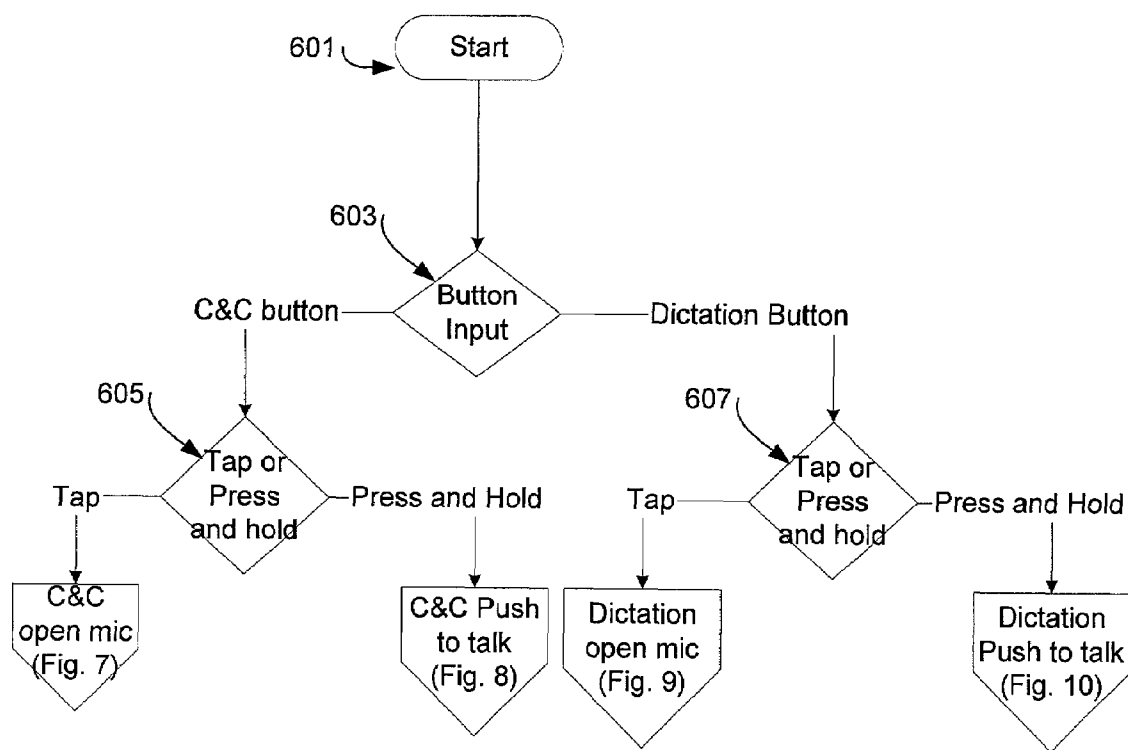 601
Start
603
Button
Input
C&C button
Dictation Button
605
Tap or
Press
and hold
Tap
Press and Hold
607
Tap or
Press
and hold
Tap
Press and Hold
C&C
open mic
(Fig. 7)
C&C Push
to talk
(Fig. 8)
Dictation
open mic
(Fig. 9)
Dictation
Push to talk
(Fig. 10)